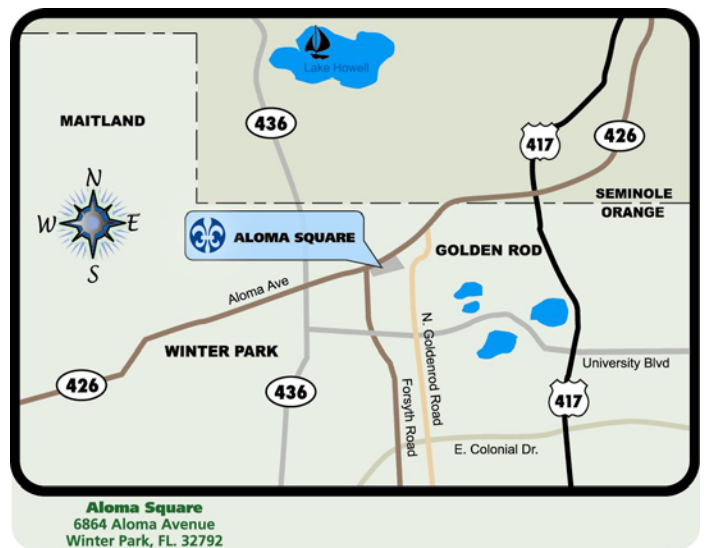 Lake Howell
MAITLAND
436
417
426
N
W
E
S
SEMINOLE
ORANGE
ALOMA SQUARE
GOLDEN ROD
Aloma Ave
N. Goldenrod Road
WINTER PARK
University Blvd
426
436
Forsyth Road
417
E. Colonial Dr.
Aloma Square
6864 Aloma Avenue
Winter Park, FL. 32792